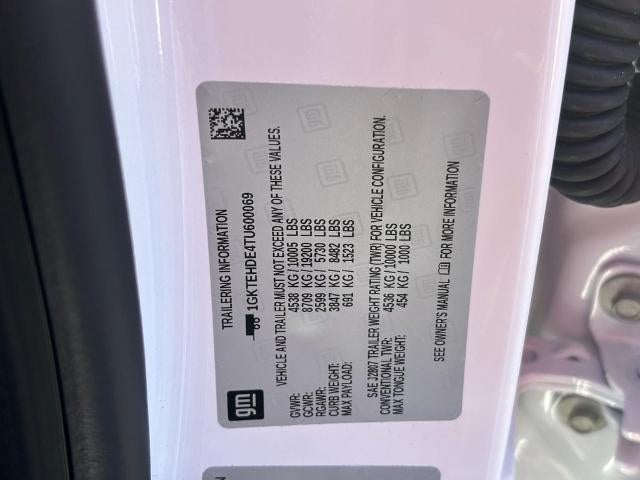 TRAILERING INFORMATION
1GKTEHDE4TU600069
VEHICLE AND TRAILER MUST NOT EXCEED ANY OF THESE VALUES.
GVWR: 4538 KG/10005 LBS
GCWR: 8709 KG/19200 LBS
RGAWR: 2599 KG/ 5730 LBS
CURB WEIGHT: 3847 KG/ 8482 LBS
MAX PAYLOAD: 691 KG/ 1523 LBS
SAE J2807 TRAILER WEIGHT RATING (TWR) FOR VEHICLE CONFIGURATION.
CONVENTIONAL TWR: 4536 KG/10000 LBS
MAX TONGUE WEIGHT: 454 KG/ 1000 LBS
SEE OWNER'S MANUAL FOR MORE INFORMATION
gm